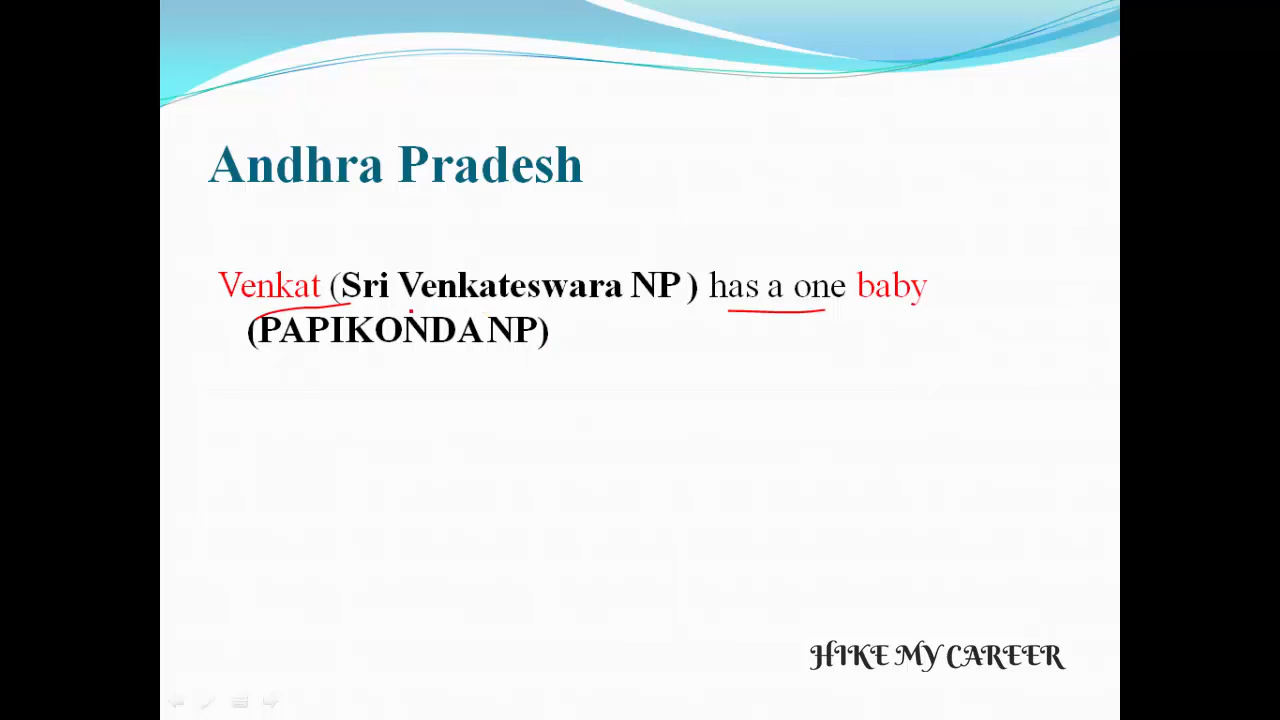 Andhra Pradesh
Venkat (Sri Venkateswara NP ) has a one baby
(PAPIKONDA NP)
HIKE MY CAREER